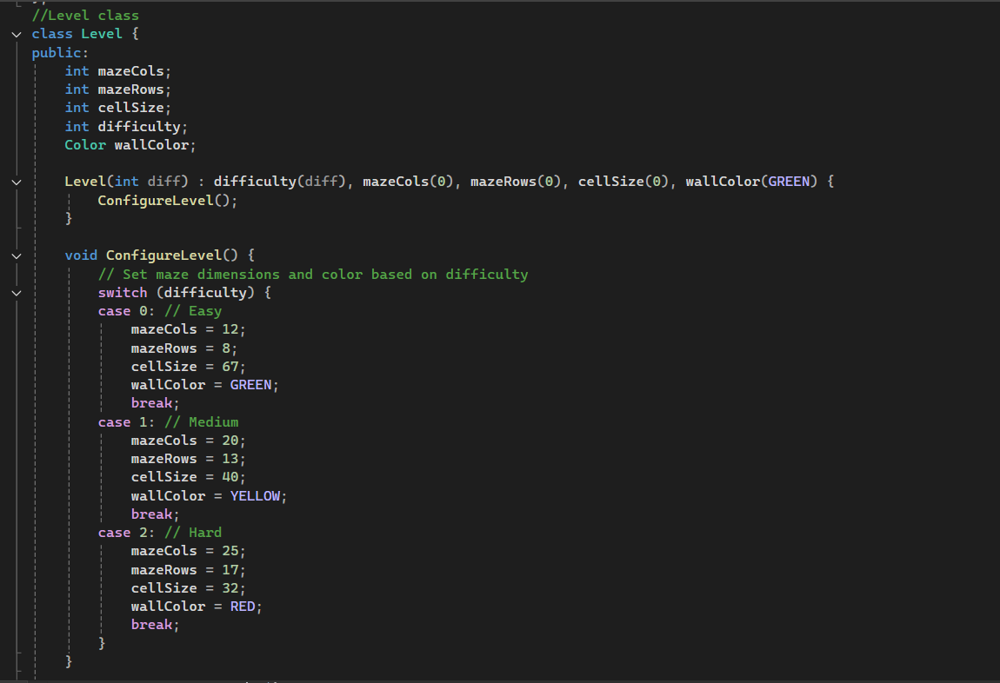 //Level class
class Level {
public:
    int mazeCols;
    int mazeRows;
    int cellSize;
    int difficulty;
    Color wallColor;

    Level(int diff) : difficulty(diff), mazeCols(0), mazeRows(0), cellSize(0), wallColor(GREEN) {
        ConfigureLevel();
    }

    void ConfigureLevel() {
        // Set maze dimensions and color based on difficulty
        switch (difficulty) {
        case 0: // Easy
            mazeCols = 12;
            mazeRows = 8;
            cellSize = 67;
            wallColor = GREEN;
            break;
        case 1: // Medium
            mazeCols = 20;
            mazeRows = 13;
            cellSize = 40;
            wallColor = YELLOW;
            break;
        case 2: // Hard
            mazeCols = 25;
            mazeRows = 17;
            cellSize = 32;
            wallColor = RED;
            break;
        }
    }